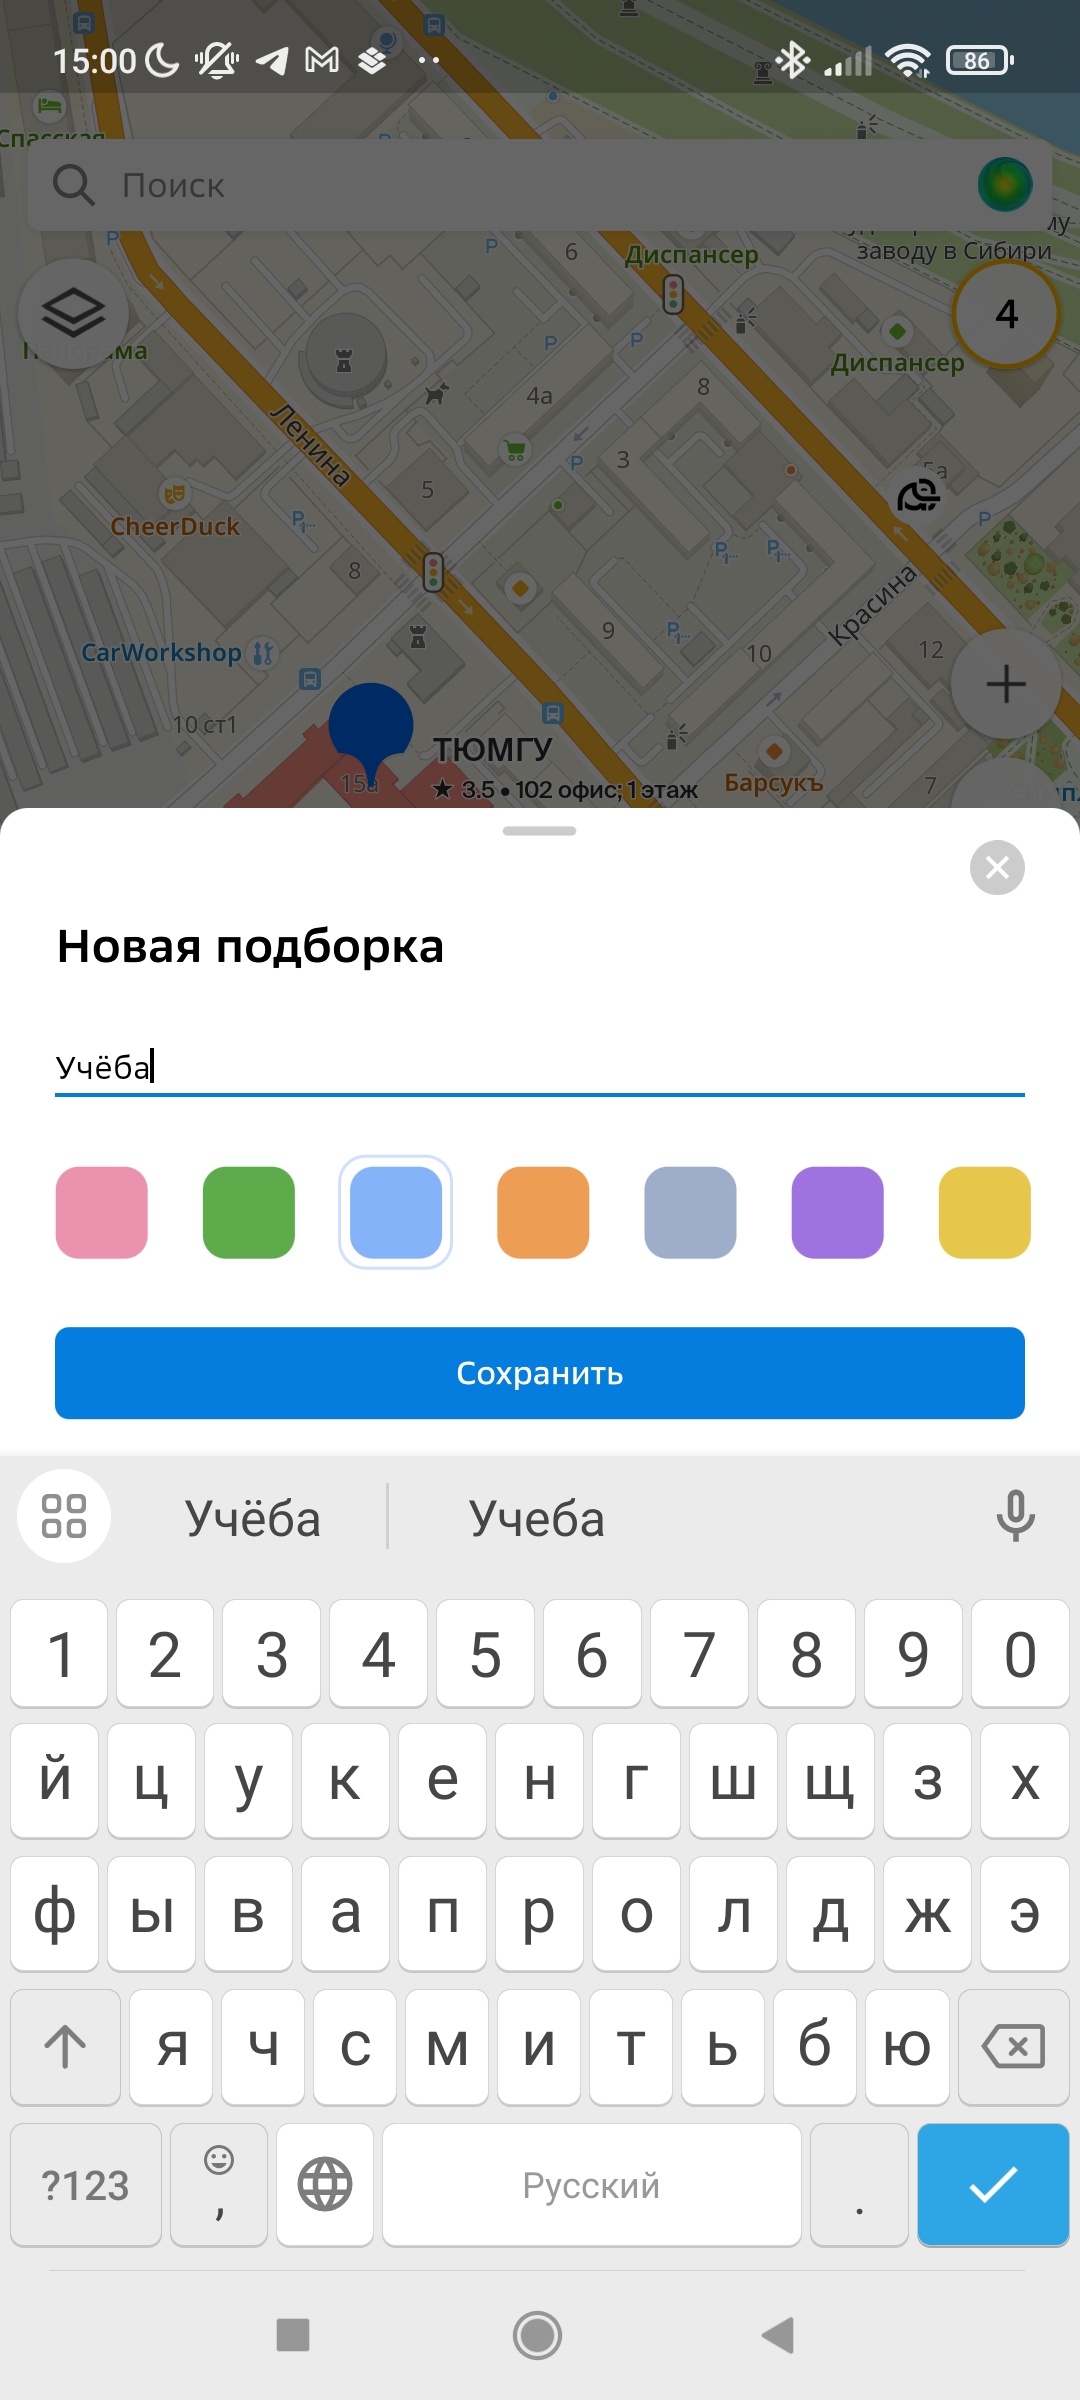 15:00
86
Спасская
Поиск
заводу в Сибири
Диспансер
6
4
Панорама
Диспансер
8
4а
Ленина
3
5а
5
CheerDuck
8
Красина
9
10
12
CarWorkshop
10 ст1
ТЮМГУ
15а
★ 3.5 • 102 офис; 1 этаж
Барсукъ
7
Новая подборка
Учёба
Сохранить
Учёба
Учеба
1 2 3 4 5 6 7 8 9 0
й ц у к е н г ш щ з х
ф ы в а п р о л д ж э
я ч с м и т ь б ю
?123 , Русский .